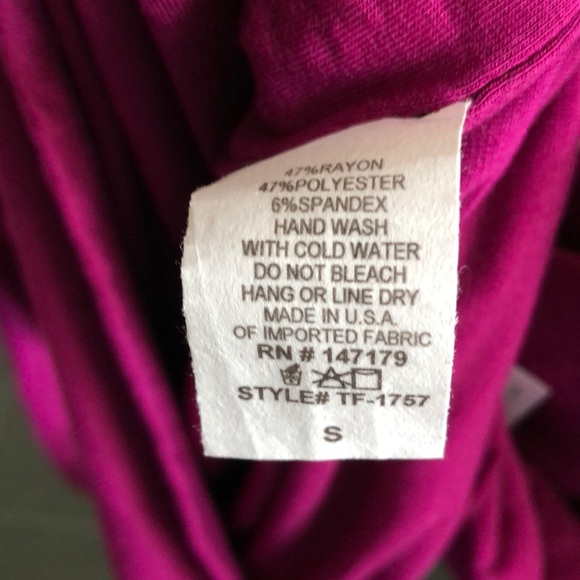 47%RAYON
47%POLYESTER
6%SPANDEX
HAND WASH
WITH COLD WATER
DO NOT BLEACH
HANG OR LINE DRY
MADE IN U.S.A.
OF IMPORTED FABRIC
RN # 147179
STYLE# TF-1757
S